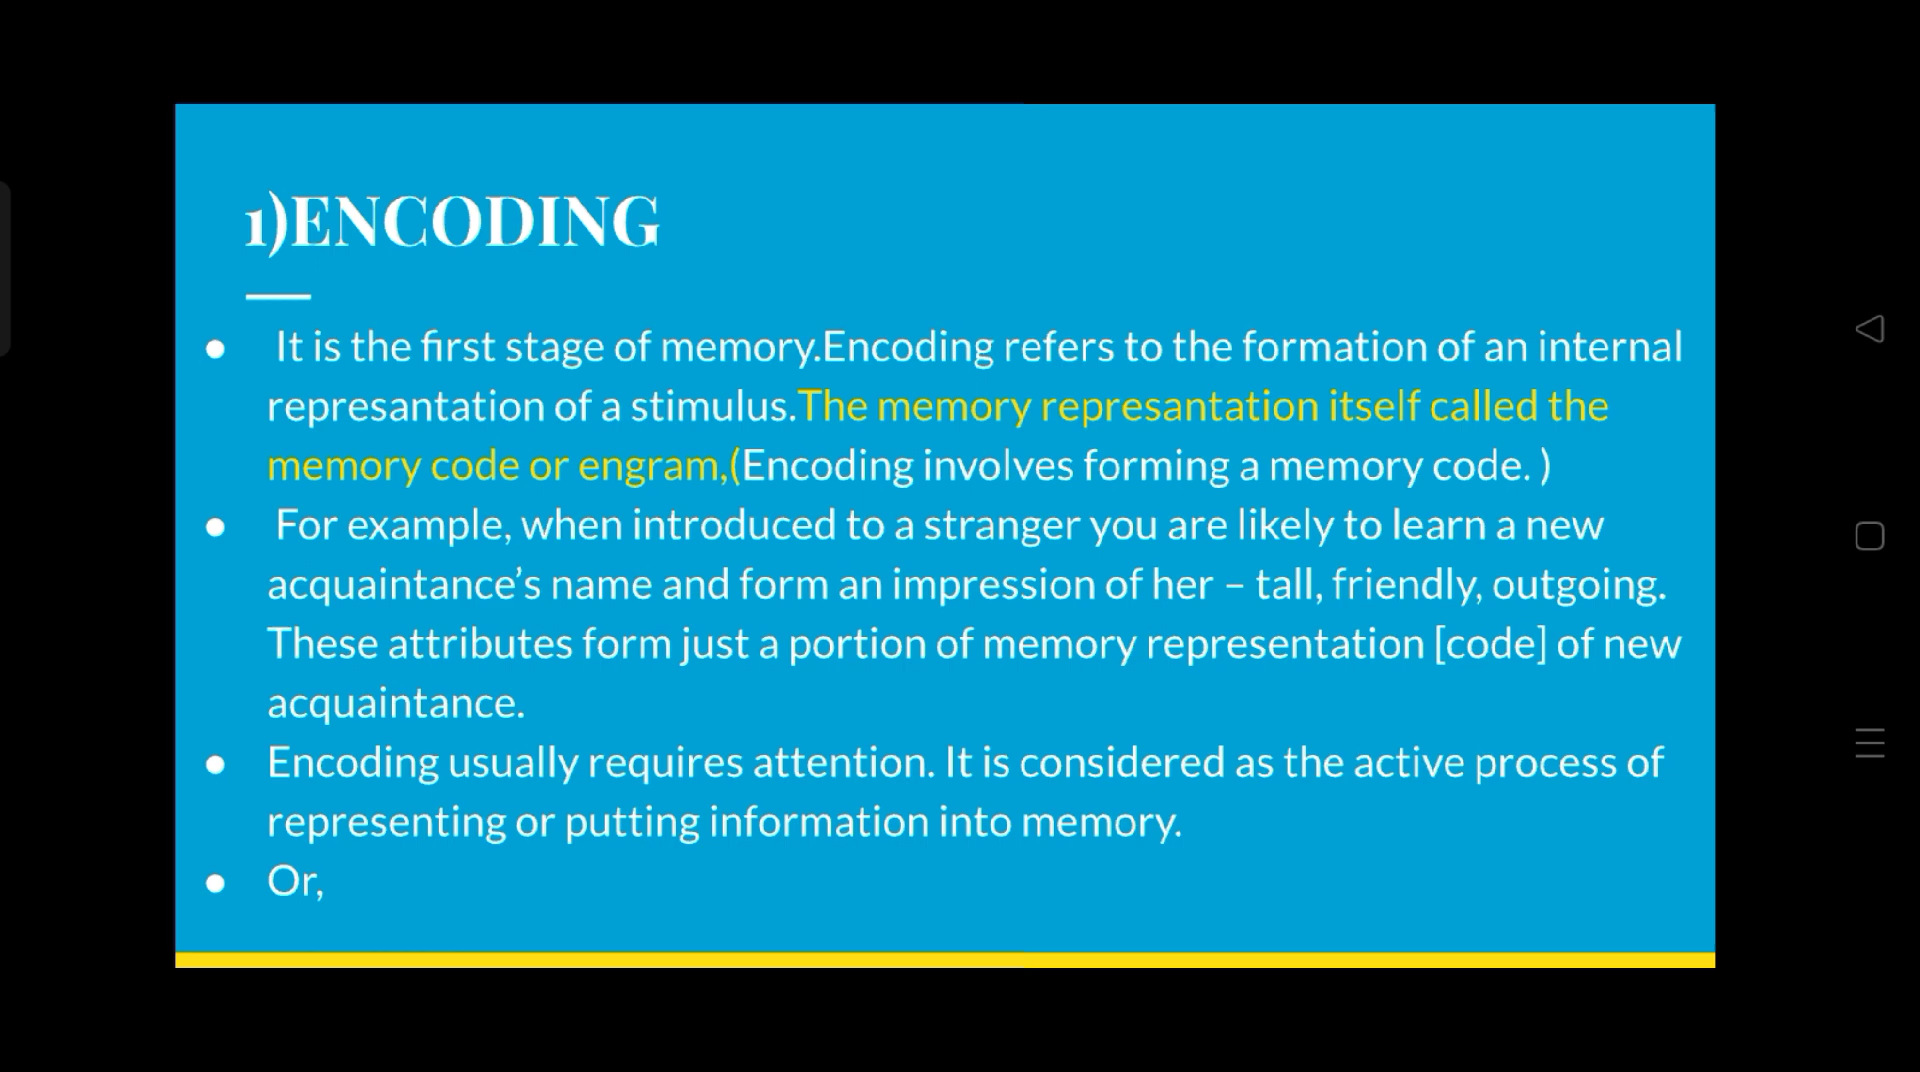 1)ENCODING
● It is the first stage of memory.Encoding refers to the formation of an internal
represantation of a stimulus.The memory represantation itself called the
memory code or engram,(Encoding involves forming a memory code. )
● For example, when introduced to a stranger you are likely to learn a new
acquaintance’s name and form an impression of her – tall, friendly, outgoing.
These attributes form just a portion of memory representation [code] of new
acquaintance.
● Encoding usually requires attention. It is considered as the active process of
representing or putting information into memory.
● Or,